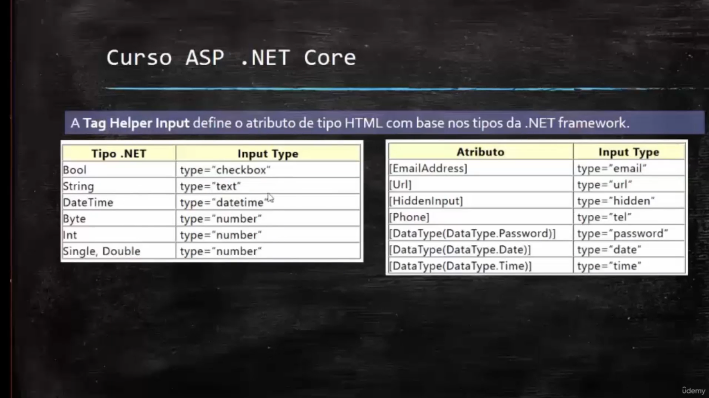 Curso ASP .NET Core
A Tag Helper Input define o atributo de tipo HTML com base nos tipos da .NET framework.
Tipo .NET Input Type
Bool type="checkbox"
String type="text"
DateTime type="datetime"
Byte type="number"
Int type="number"
Single, Double type="number"
Atributo Input Type
[EmailAddress] type="email"
[Url] type="url"
[HiddenInput] type="hidden"
[Phone] type="tel"
[DataType(DataType.Password)] type="password"
[DataType(DataType.Date)] type="date"
[DataType(DataType.Time)] type="time"
ûdemy